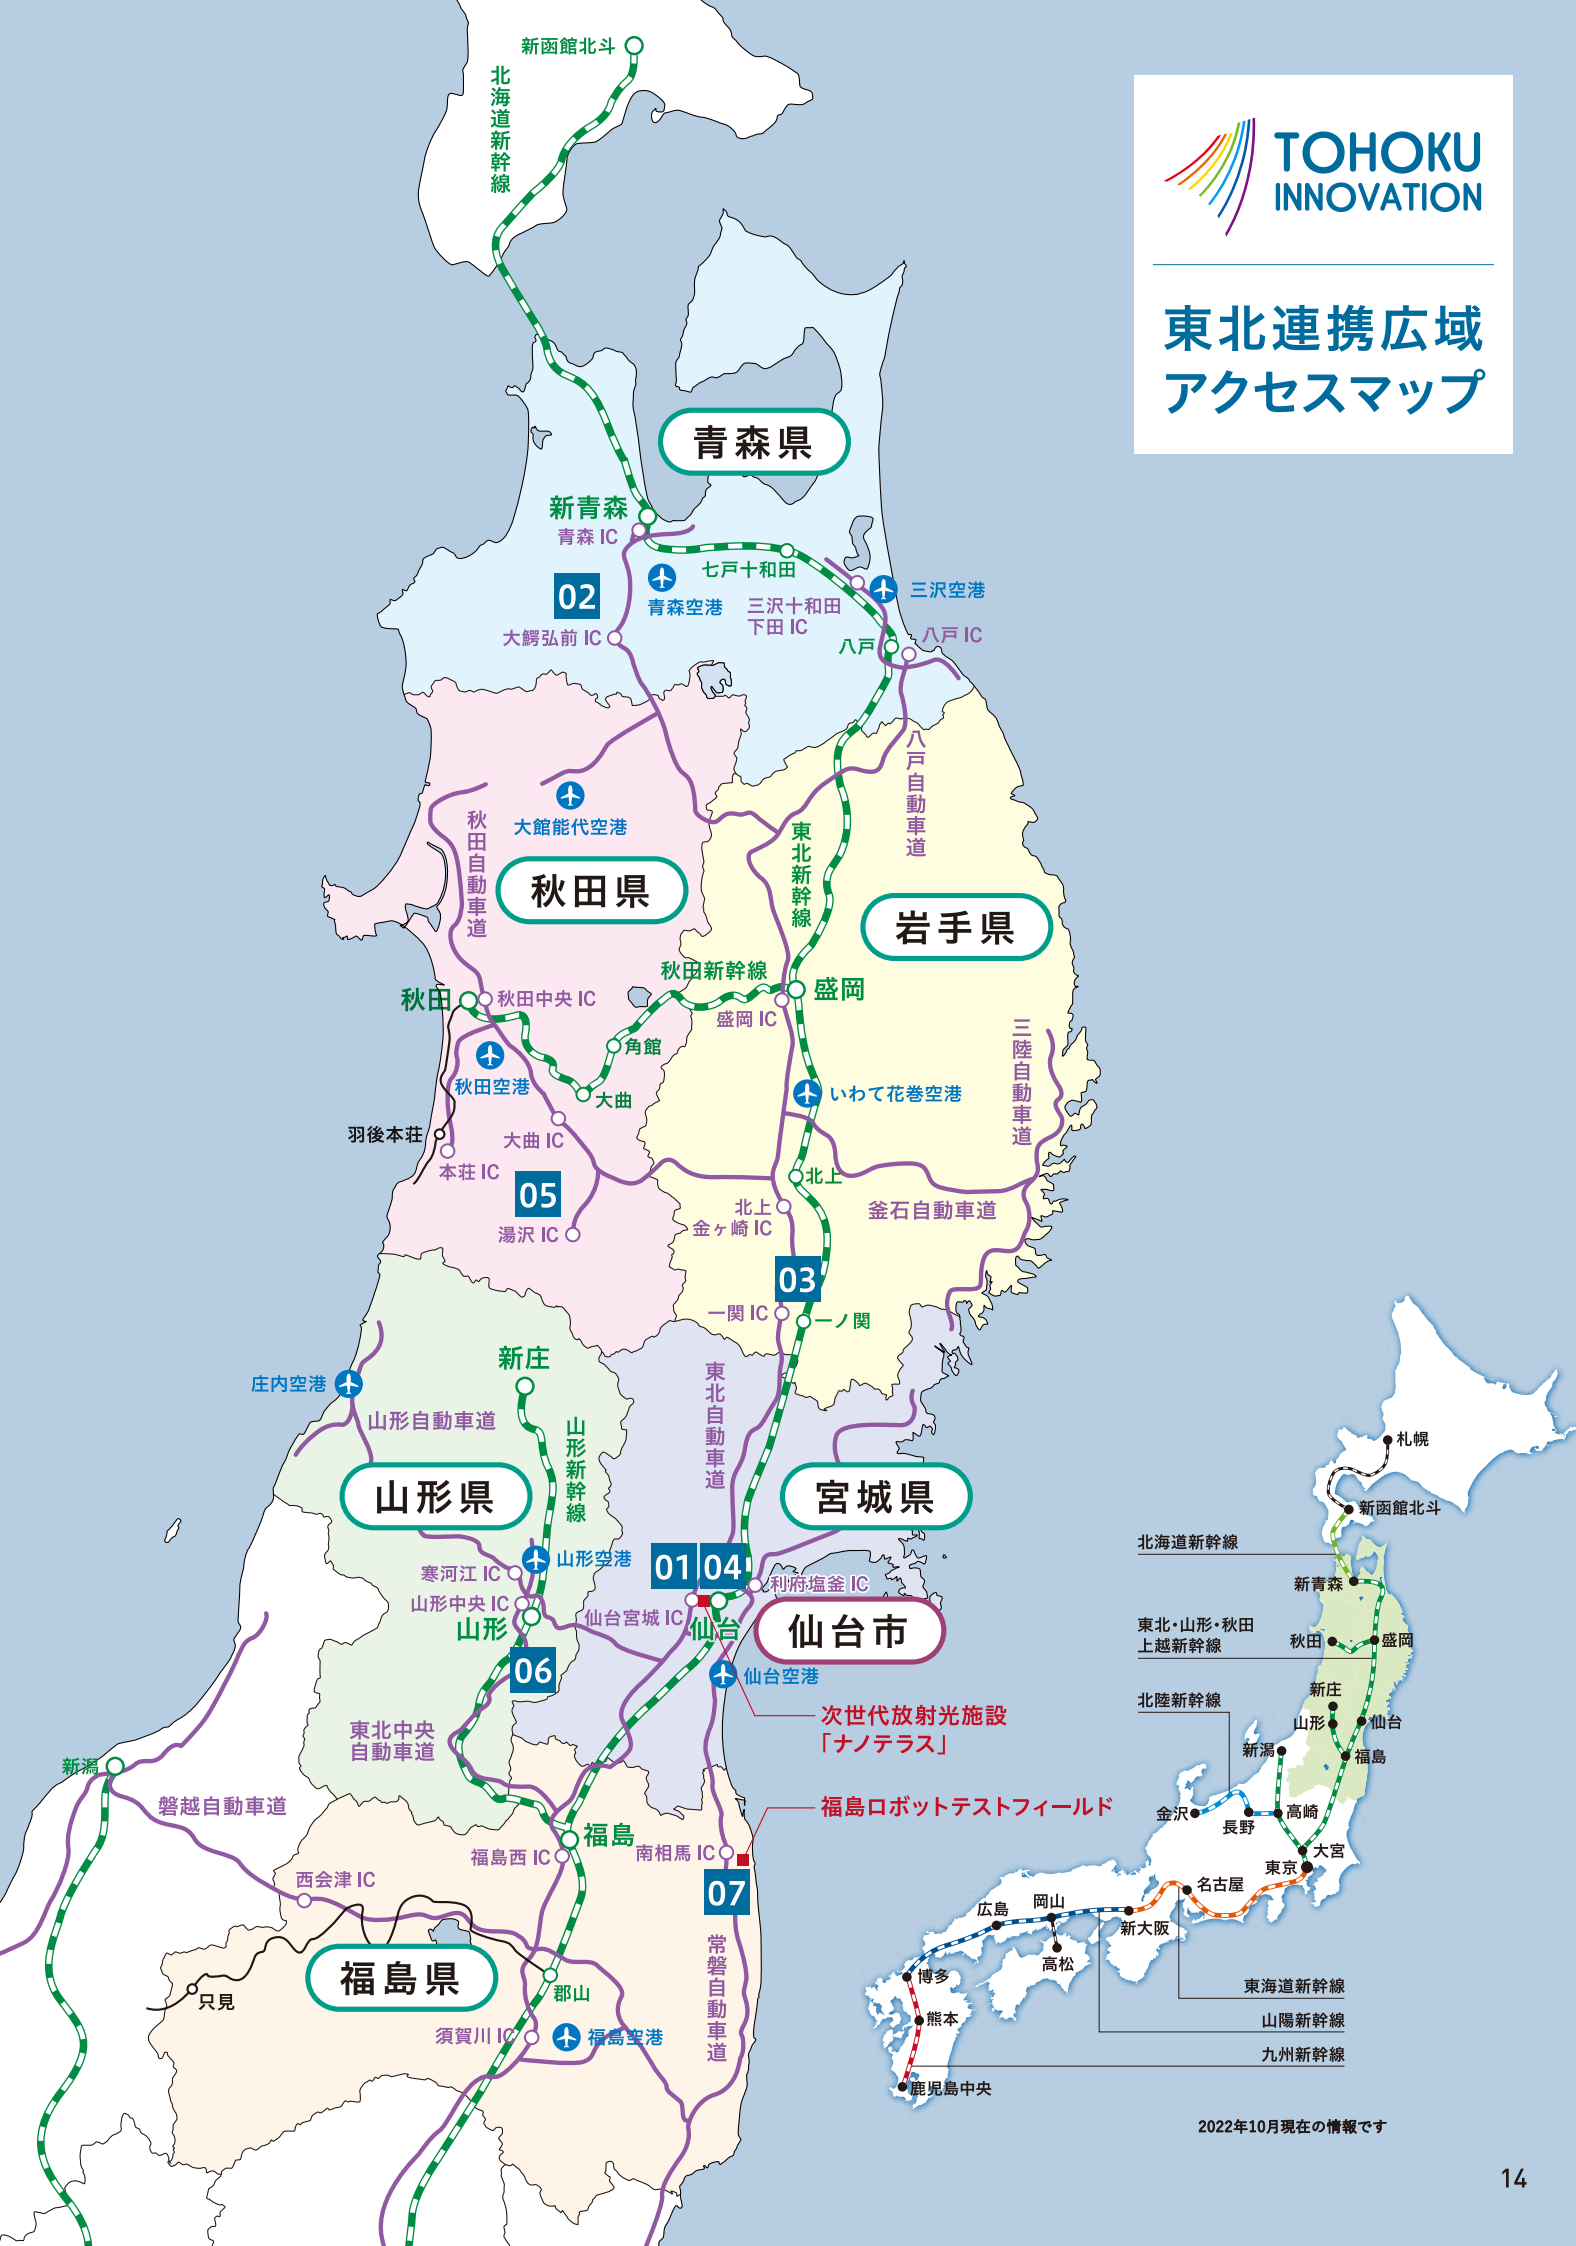 TOHOKU
INNOVATION
東北連携広域
アクセスマップ
新函館北斗
北海道新幹線
青森県
新青森
青森 IC
七戸十和田
02
青森空港
三沢十和田
下田 IC
三沢空港
大鰐弘前 IC
八戸
八戸 IC
八戸自動車道
大館能代空港
秋田自動車道
東北新幹線
秋田県
岩手県
秋田新幹線
秋田
秋田中央 IC
盛岡
盛岡 IC
角館
三陸自動車道
秋田空港
大曲
いわて花巻空港
羽後本荘
大曲 IC
本荘 IC
05
北上
湯沢 IC
北上
金ヶ崎 IC
釜石自動車道
03
一関 IC
一ノ関
新庄
庄内空港
山形自動車道
山形新幹線
東北自動車道
山形県
宮城県
寒河江 IC
山形空港
01
04
利府塩釜 IC
山形中央 IC
山形
仙台宮城 IC
仙台
仙台市
06
仙台空港
次世代放射光施設
「ナノテラス」
東北中央
自動車道
新潟
磐越自動車道
福島ロボットテストフィールド
福島
福島西 IC
南相馬 IC
07
西会津 IC
常磐自動車道
福島県
只見
郡山
須賀川 IC
福島空港
札幌
新函館北斗
北海道新幹線
新青森
東北・山形・秋田
上越新幹線
秋田
盛岡
北陸新幹線
新庄
山形
仙台
新潟
福島
金沢
長野
高崎
大宮
東京
名古屋
広島
岡山
新大阪
高松
博多
東海道新幹線
熊本
山陽新幹線
九州新幹線
鹿児島中央
2022年10月現在の情報です
14